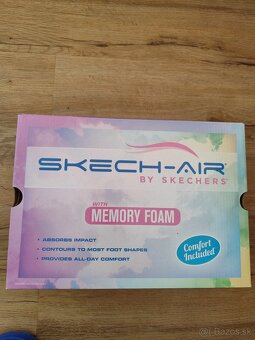 SKECH-AIR®
BY SKECHERS
WITH
MEMORY FOAM
• ABSORBS IMPACT
• CONTOURS TO MOST FOOT SHAPES
• PROVIDES ALL-DAY COMFORT
Comfort
Included
bazos.sk